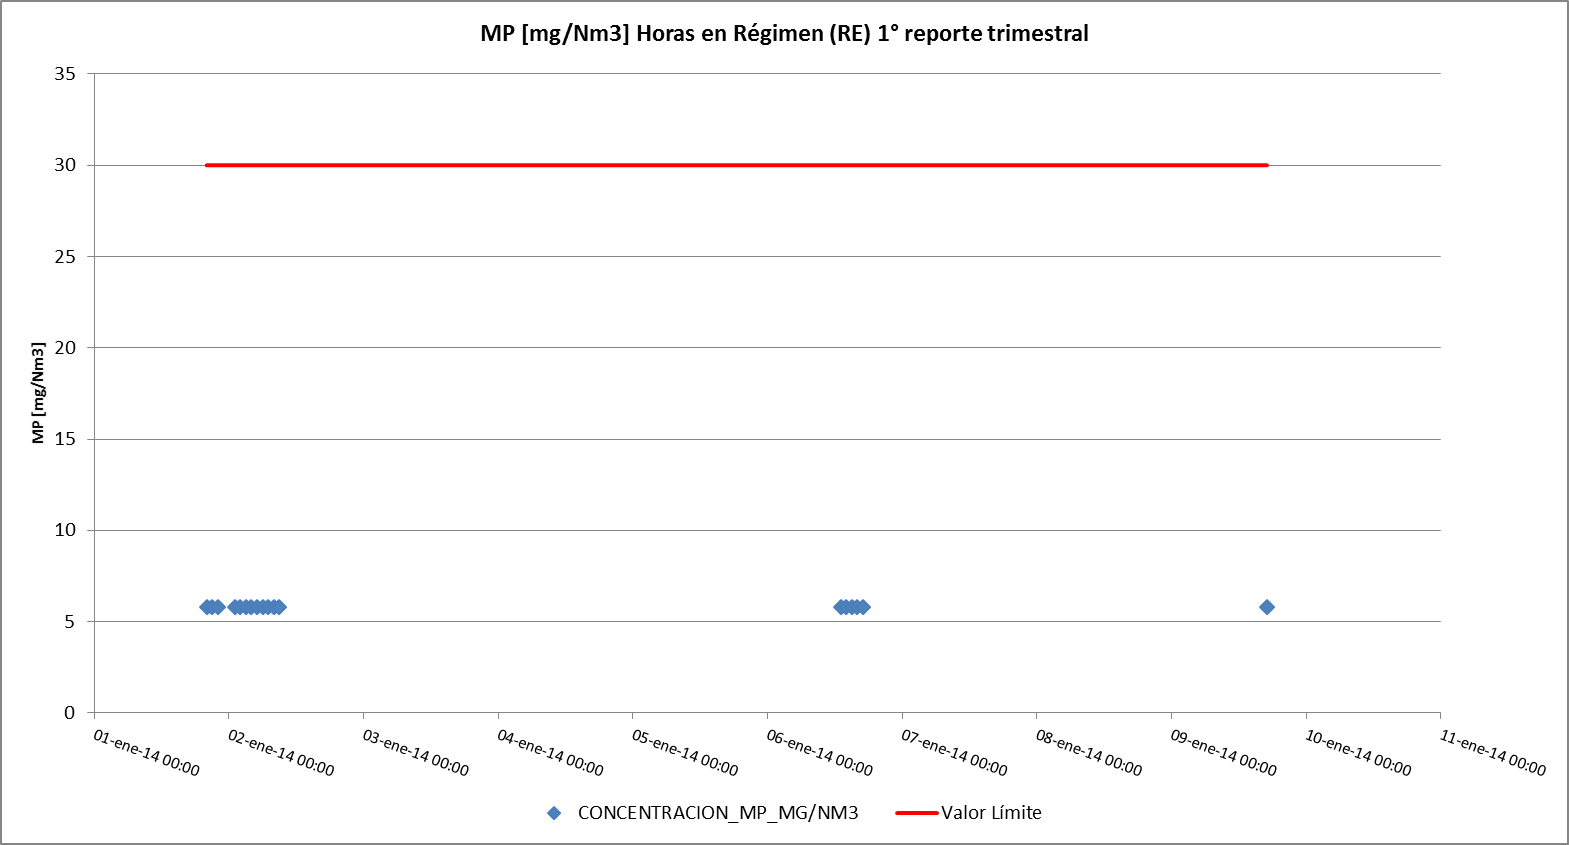 MP [mg/Nm3] Horas en Régimen (RE) 1° reporte trimestral
35
30
25
20
15
10
5
0
MP [mg/Nm3]
01-ene-14 00:00
02-ene-14 00:00
03-ene-14 00:00
04-ene-14 00:00
05-ene-14 00:00
06-ene-14 00:00
07-ene-14 00:00
08-ene-14 00:00
09-ene-14 00:00
10-ene-14 00:00
11-ene-14 00:00
CONCENTRACION_MP_MG/NM3
Valor Límite